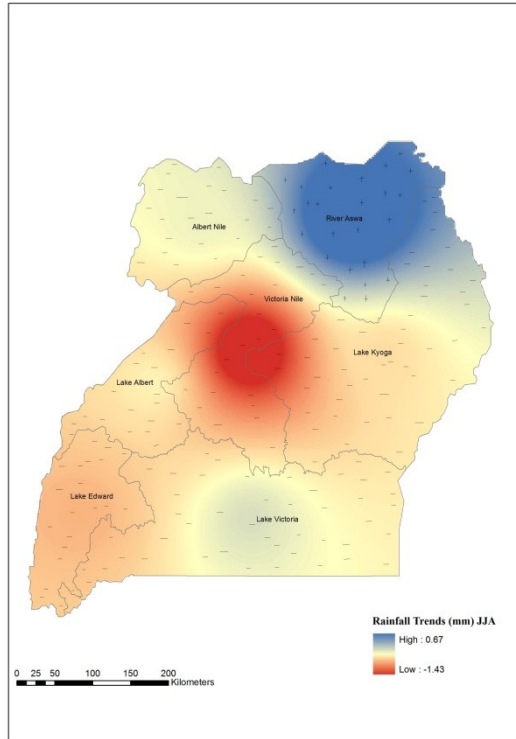 River Aswa
Albert Nile
Victoria Nile
Lake Kyoga
Lake Albert
Lake Edward
Lake Victoria
Rainfall Trends (mm) JJA
High : 0.67
Low : -1.43
0 25 50 100 150 200
Kilometers